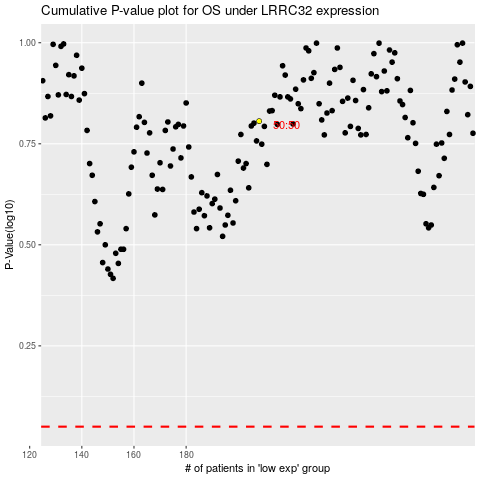 Cumulative P-value plot for OS under LRRC32 expression
P-Value(log10)
1.00
0.75
0.50
0.25
50:50
120 140 160 180
# of patients in 'low exp' group